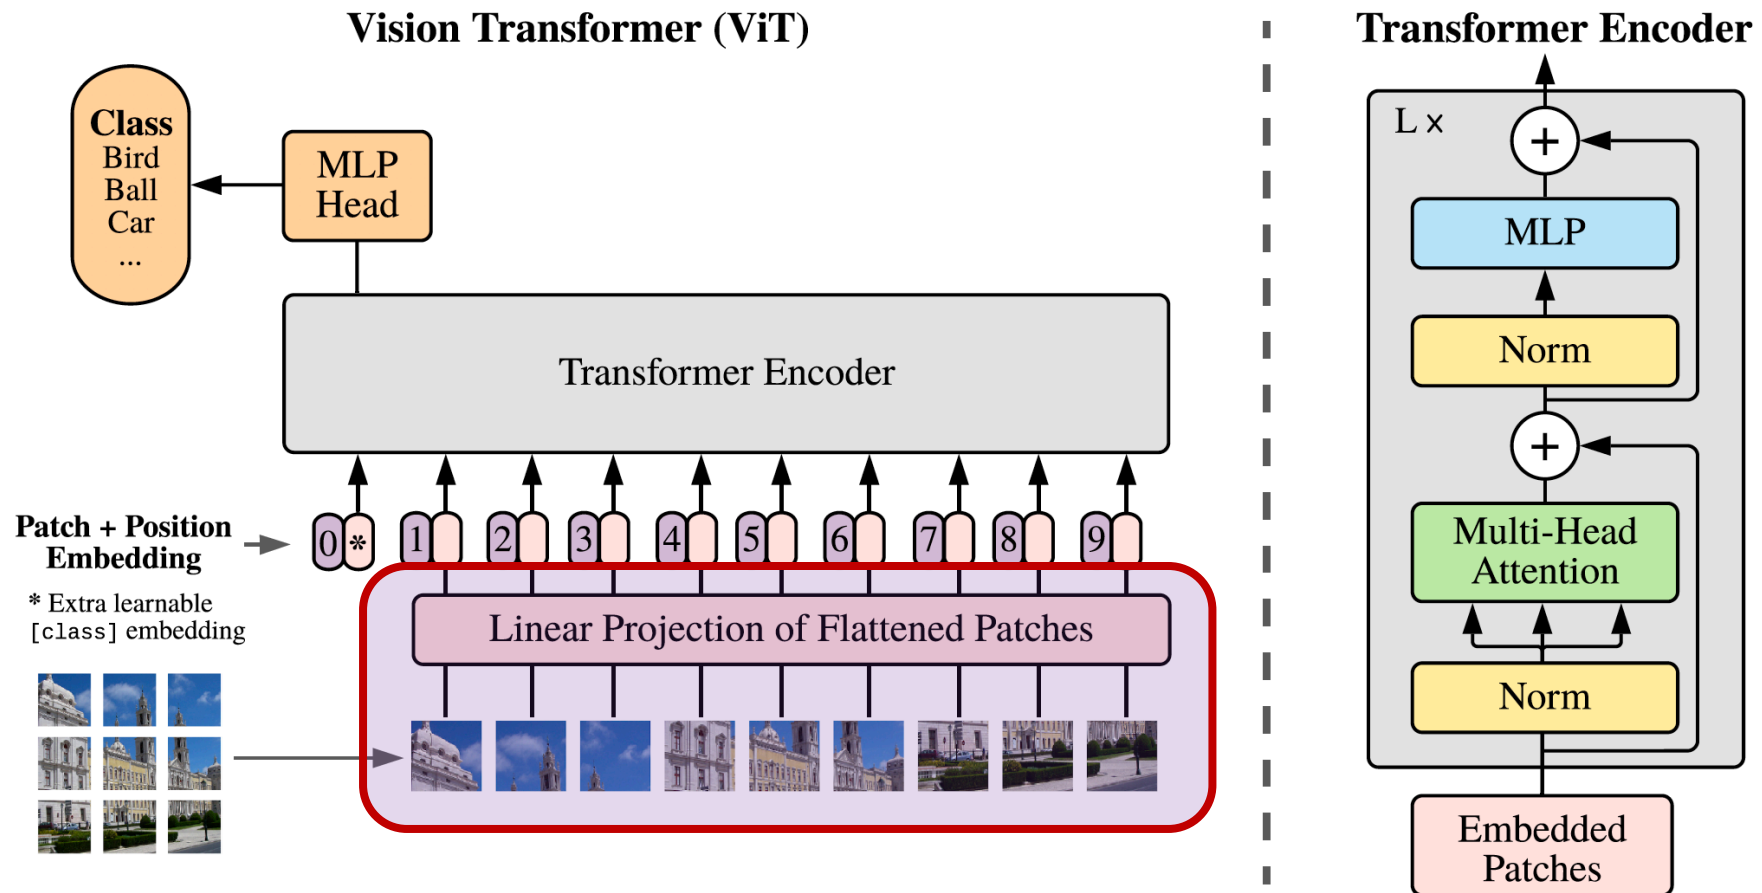 Vision Transformer (ViT)
Class
Bird
Ball
Car
...
MLP
Head
Transformer Encoder
Patch + Position
Embedding
0 * 1 2 3 4 5 6 7 8 9
* Extra learnable
[class] embedding
Linear Projection of Flattened Patches
Transformer Encoder
L ×
+
MLP
Norm
+
Multi-Head
Attention
Norm
Embedded
Patches